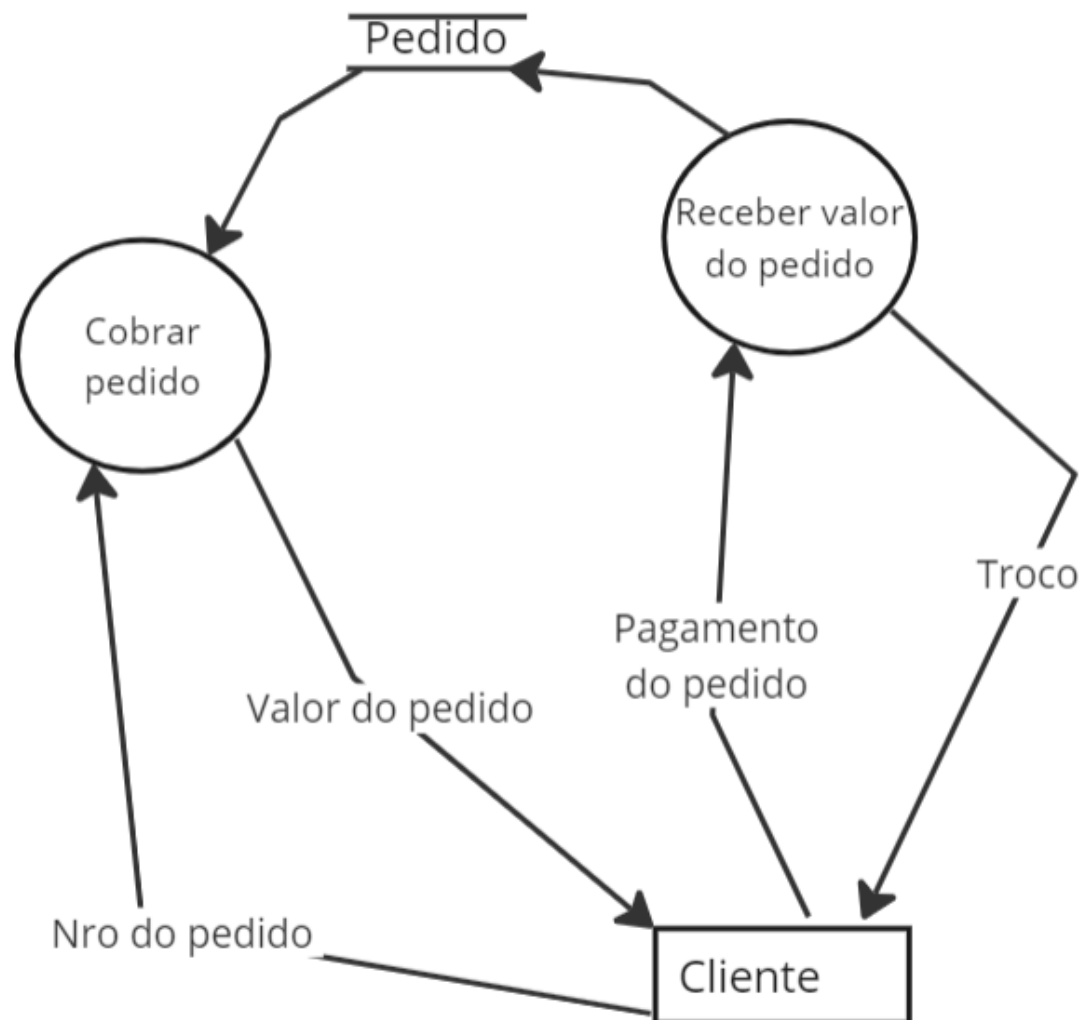 Pedido
Receber valor
do pedido
Cobrar
pedido
Troco
Pagamento
do pedido
Valor do pedido
Nro do pedido
Cliente